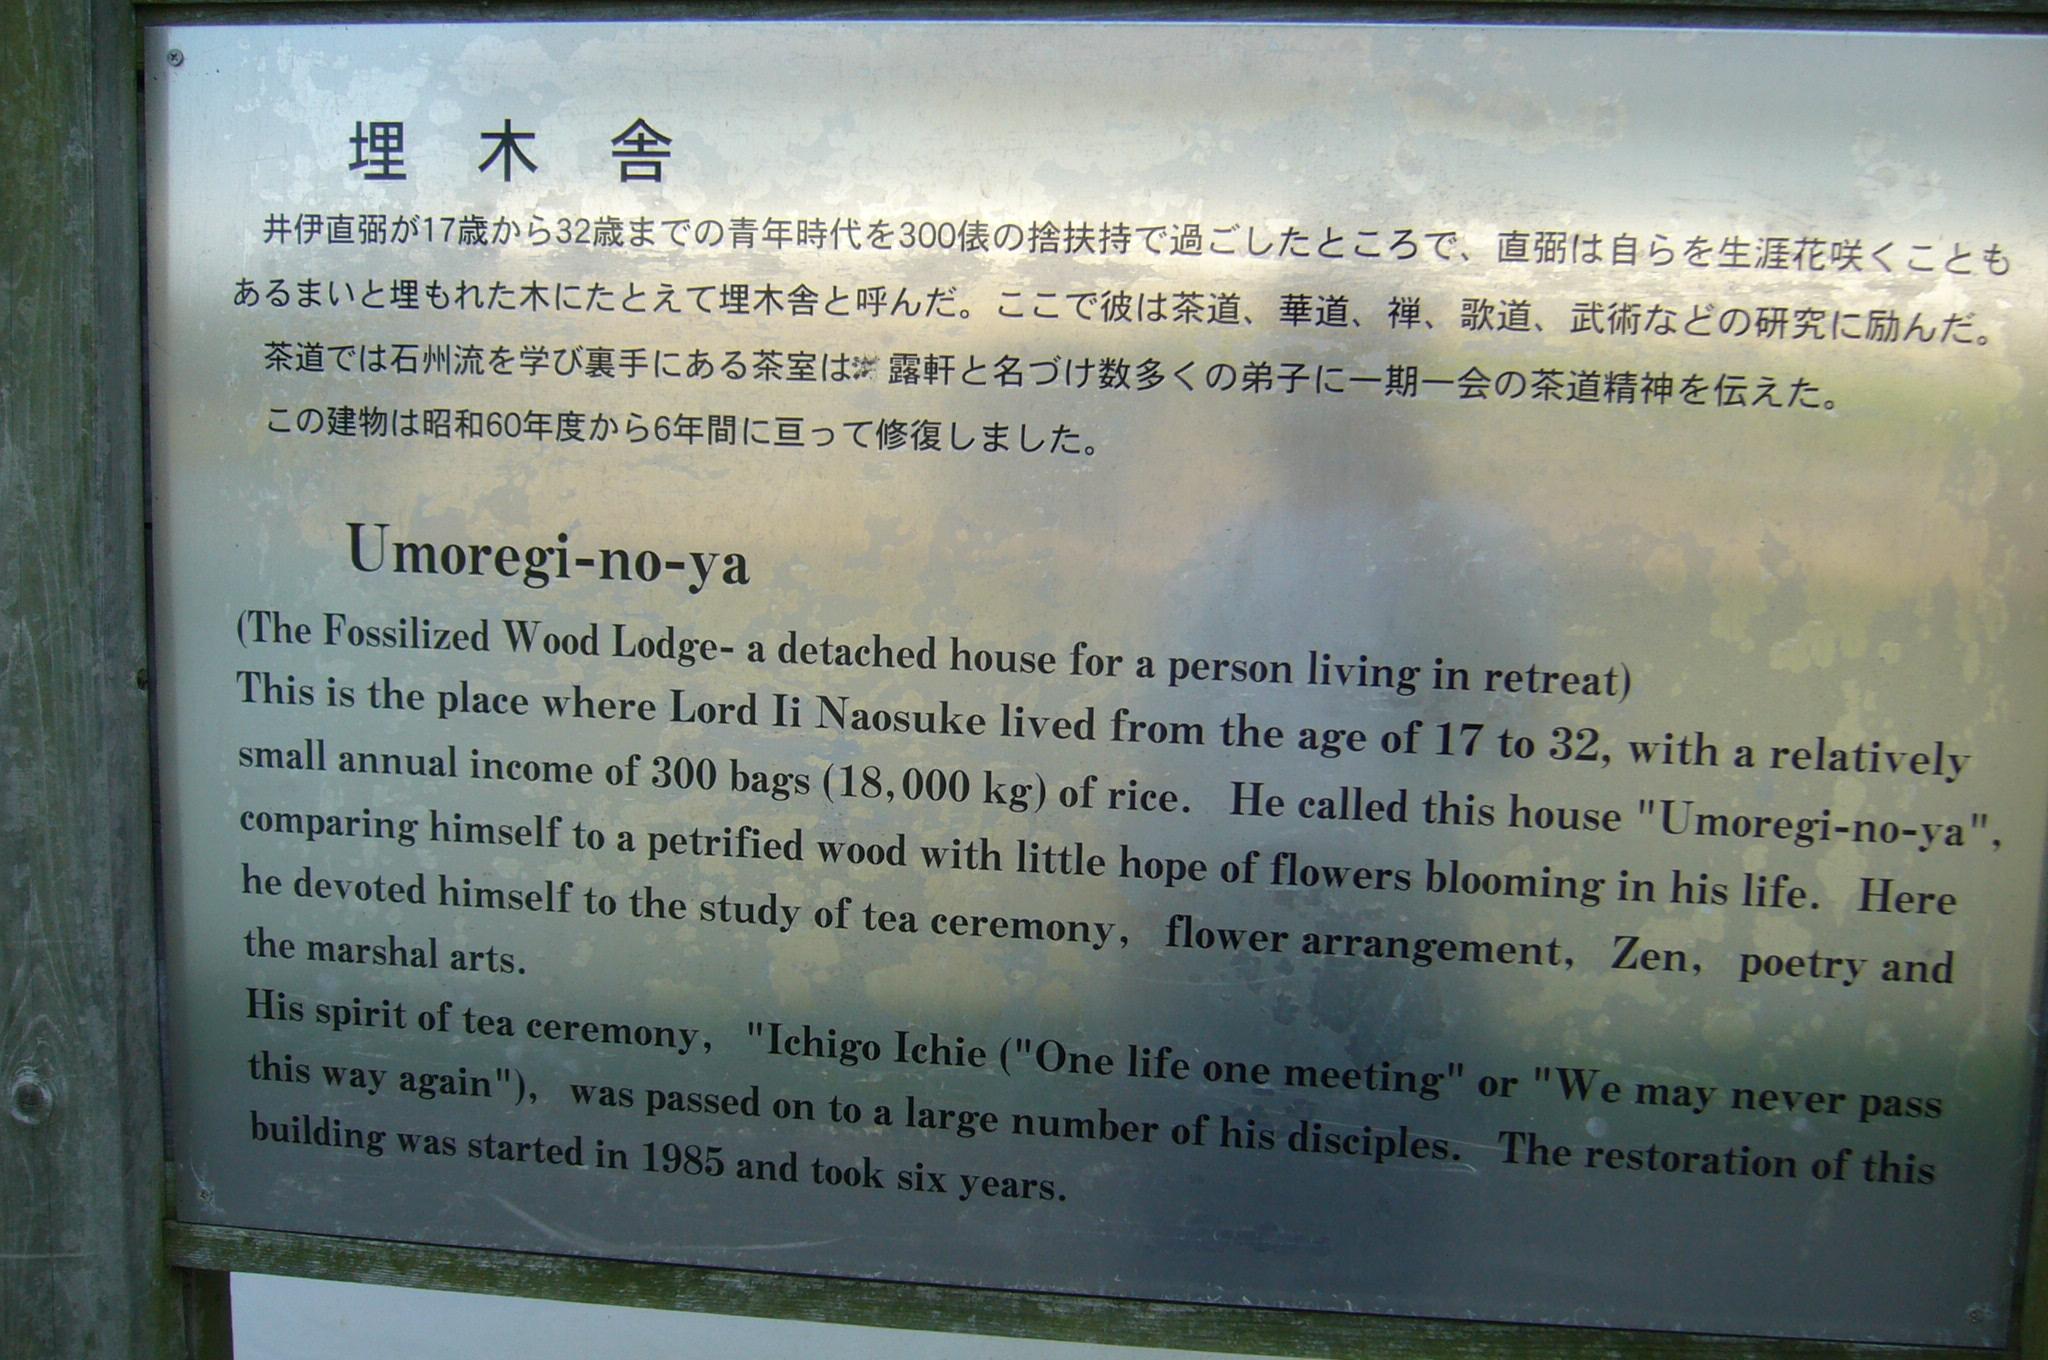 埋木舎
井伊直弼が17歳から32歳までの青年時代を300俵の捨扶持で過ごしたところで、直弼は自らを生涯花咲くことも
あるまいと埋もれた木にたとえて埋木舎と呼んだ。ここで彼は茶道、華道、禅、歌道、武術などの研究に励んだ。
茶道では石州流を学び裏手にある茶室は露軒と名づけ数多くの弟子に一期一会の茶道精神を伝えた。
この建物は昭和60年度から6年間に亘って修復しました。
Umoregi-no-ya
(The Fossilized Wood Lodge- a detached house for a person living in retreat)
This is the place where Lord Ii Naosuke lived from the age of 17 to 32, with a relatively
small annual income of 300 bags (18,000 kg) of rice. He called this house "Umoregi-no-ya",
comparing himself to a petrified wood with little hope of flowers blooming in his life. Here
he devoted himself to the study of tea ceremony, flower arrangement, Zen, poetry and
the marshal arts.
His spirit of tea ceremony, "Ichigo Ichie ("One life one meeting" or "We may never pass
this way again"), was passed on to a large number of his disciples. The restoration of this
building was started in 1985 and took six years.